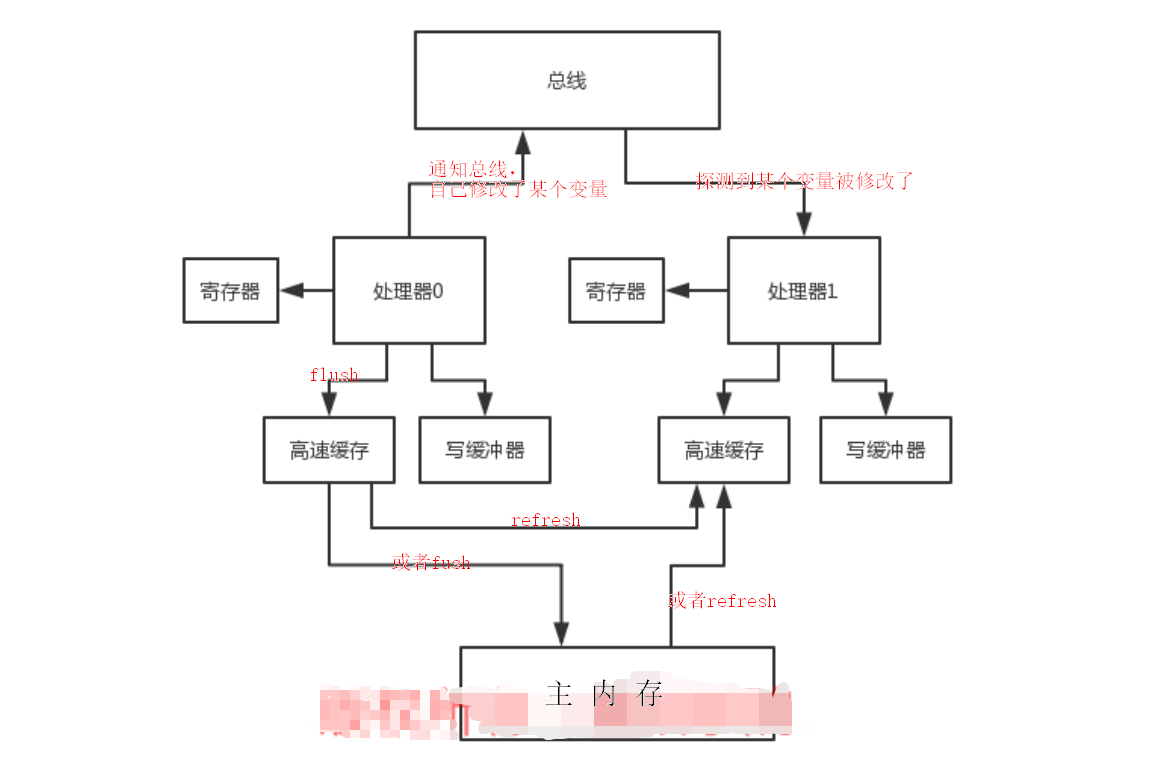 总线
通知总线,
自己修改了某个变量
探测到某个变量被修改了
寄存器
处理器0
寄存器
处理器1
flush
高速缓存
写缓冲器
高速缓存
写缓冲器
refresh
或者fush
或者refresh
主 内 存